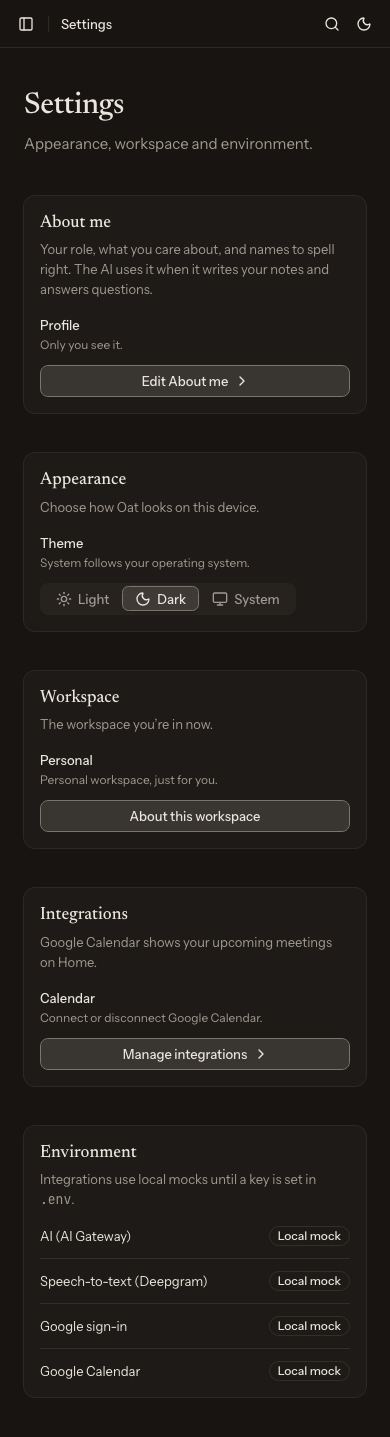 Settings
Settings
Appearance, workspace and environment.
About me
Your role, what you care about, and names to spell
right. The AI uses it when it writes your notes and
answers questions.
Profile
Only you see it.
Edit About me
Appearance
Choose how Oat looks on this device.
Theme
System follows your operating system.
Light Dark System
Workspace
The workspace you’re in now.
Personal
Personal workspace, just for you.
About this workspace
Integrations
Google Calendar shows your upcoming meetings
on Home.
Calendar
Connect or disconnect Google Calendar.
Manage integrations
Environment
Integrations use local mocks until a key is set in
.env.
AI (AI Gateway) Local mock
Speech-to-text (Deepgram) Local mock
Google sign-in Local mock
Google Calendar Local mock